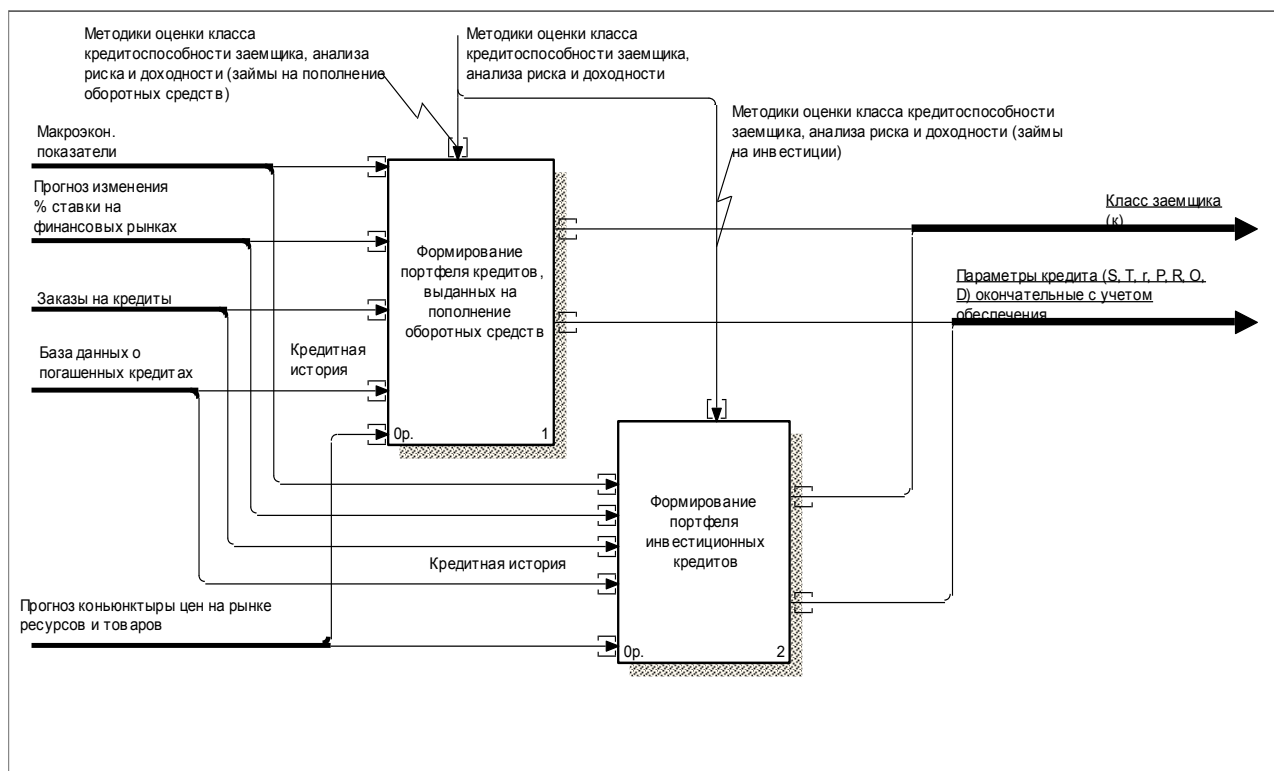 Методики оценки класса
кредитоспособности заемщика, анализа
риска и доходности (займы на пополнение
оборотных средств)
Методики оценки класса
кредитоспособности заемщика,
анализа риска и доходности
Методики оценки класса кредитоспособности
заемщика, анализа риска и доходности (займы
на инвестиции)
Макроэкон.
показатели
Прогноз изменения
% ставки на
финансовых рынках
Заказы на кредиты
База данных о
погашенных кредитах
Кредитная
история
Формирование
портфеля кредитов,
выданных на
пополнение
оборотных средств
0р.
1
Класс заемщика
(к)
Параметры кредита (S, T, r, P, R, O,
D) окончательные с учетом
обеспечения
Кредитная история
Формирование
портфеля
инвестиционных
кредитов
0р.
2
Прогноз коньюнктыры цен на рынке
ресурсов и товаров